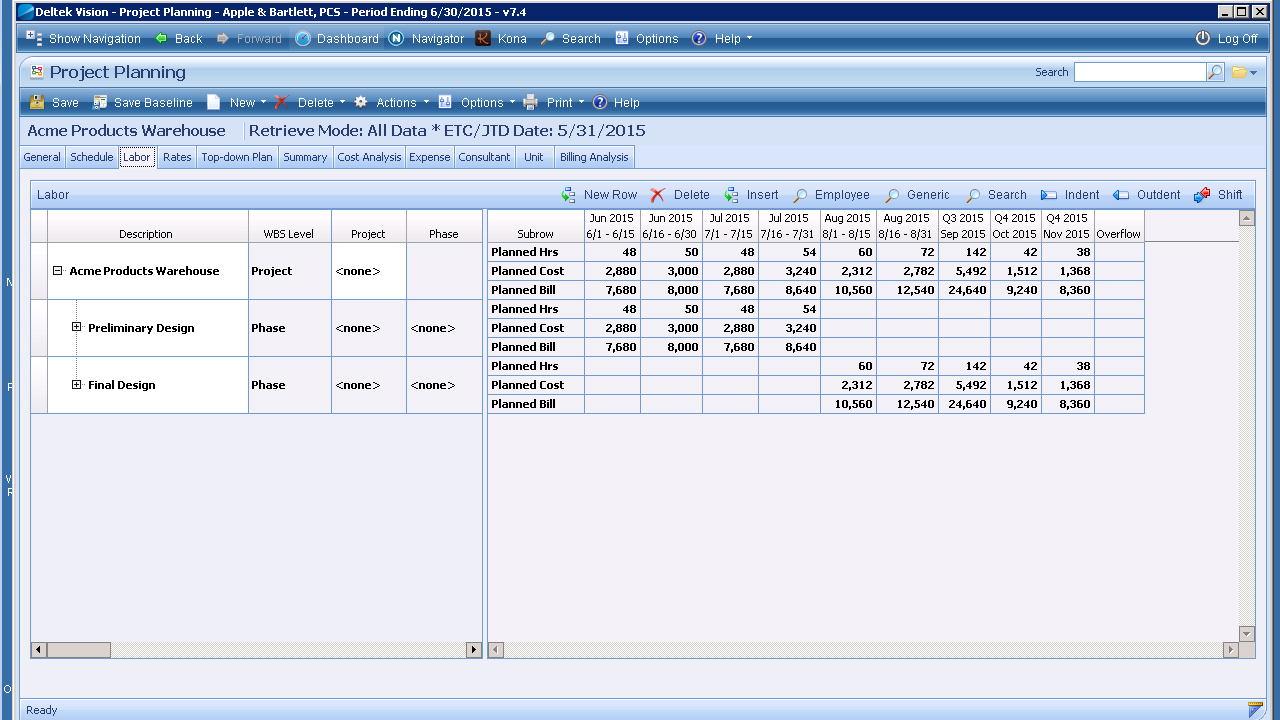 Deltek Vision - Project Planning - Apple & Bartlett, PCS - Period Ending 6/30/2015 - v7.4
Show Navigation Back Forward Dashboard Navigator Kona Search Options Help Log Off
Project Planning Search
Save Save Baseline New Delete Actions Options Print Help
Acme Products Warehouse Retrieve Mode: All Data * ETC/JTD Date: 5/31/2015
General Schedule Labor Rates Top-down Plan Summary Cost Analysis Expense Consultant Unit Billing Analysis
Labor New Row Delete Insert Employee Generic Search Indent Outdent Shift
Jun 2015 Jun 2015 Jul 2015 Jul 2015 Aug 2015 Aug 2015 Q3 2015 Q4 2015 Q4 2015
Description WBS Level Project Phase Subrow 6/1 - 6/15 6/16 - 6/30 7/1 - 7/15 7/16 - 7/31 8/1 - 8/15 8/16 - 8/31 Sep 2015 Oct 2015 Nov 2015 Overflow
Planned Hrs 48 50 48 54 60 72 142 42 38
Acme Products Warehouse Project <none> Planned Cost 2,880 3,000 2,880 3,240 2,312 2,782 5,492 1,512 1,368
Planned Bill 7,680 8,000 7,680 8,640 10,560 12,540 24,640 9,240 8,360
Planned Hrs 48 50 48 54
Preliminary Design Phase <none> <none> Planned Cost 2,880 3,000 2,880 3,240
Planned Bill 7,680 8,000 7,680 8,640
Planned Hrs 60 72 142 42 38
Final Design Phase <none> <none> Planned Cost 2,312 2,782 5,492 1,512 1,368
Planned Bill 10,560 12,540 24,640 9,240 8,360
Ready